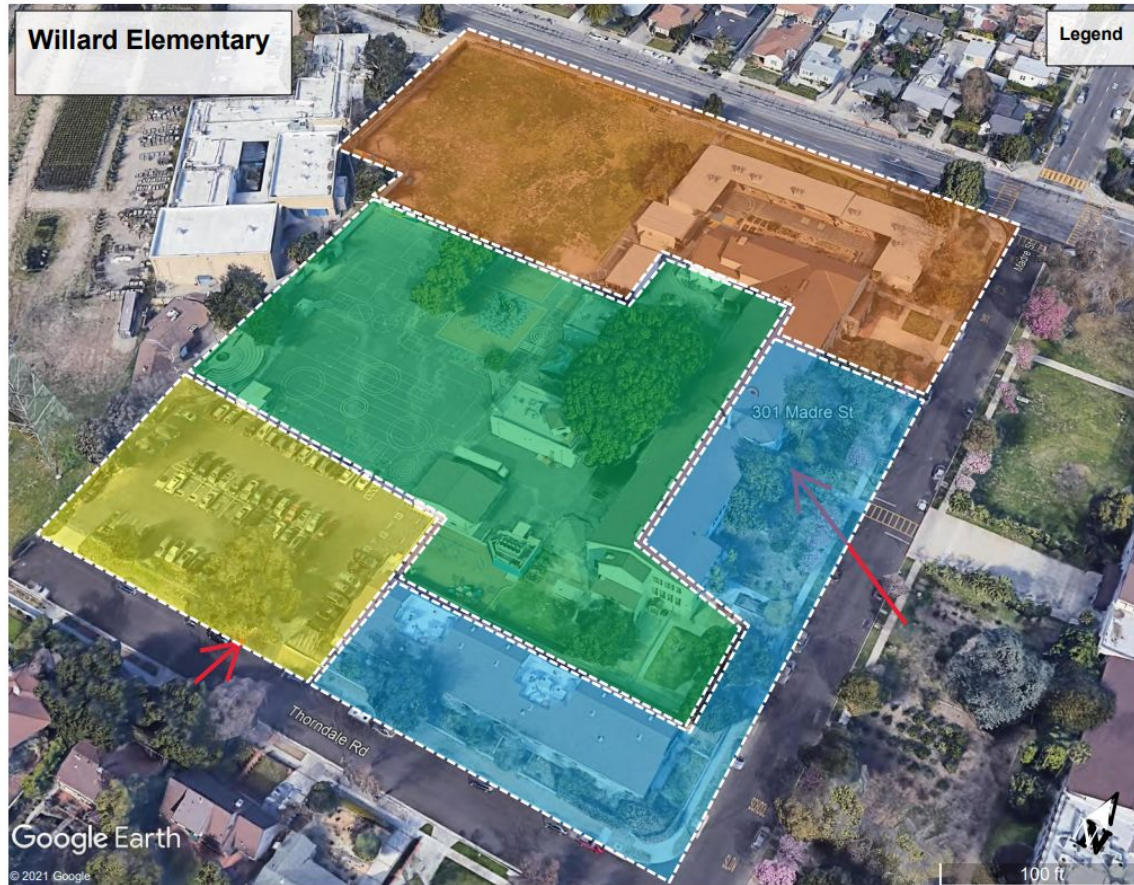 Willard Elementary
Legend
Madre St
301 Madre St
Thorndale Rd
Google Earth
© 2021 Google
N
100 ft